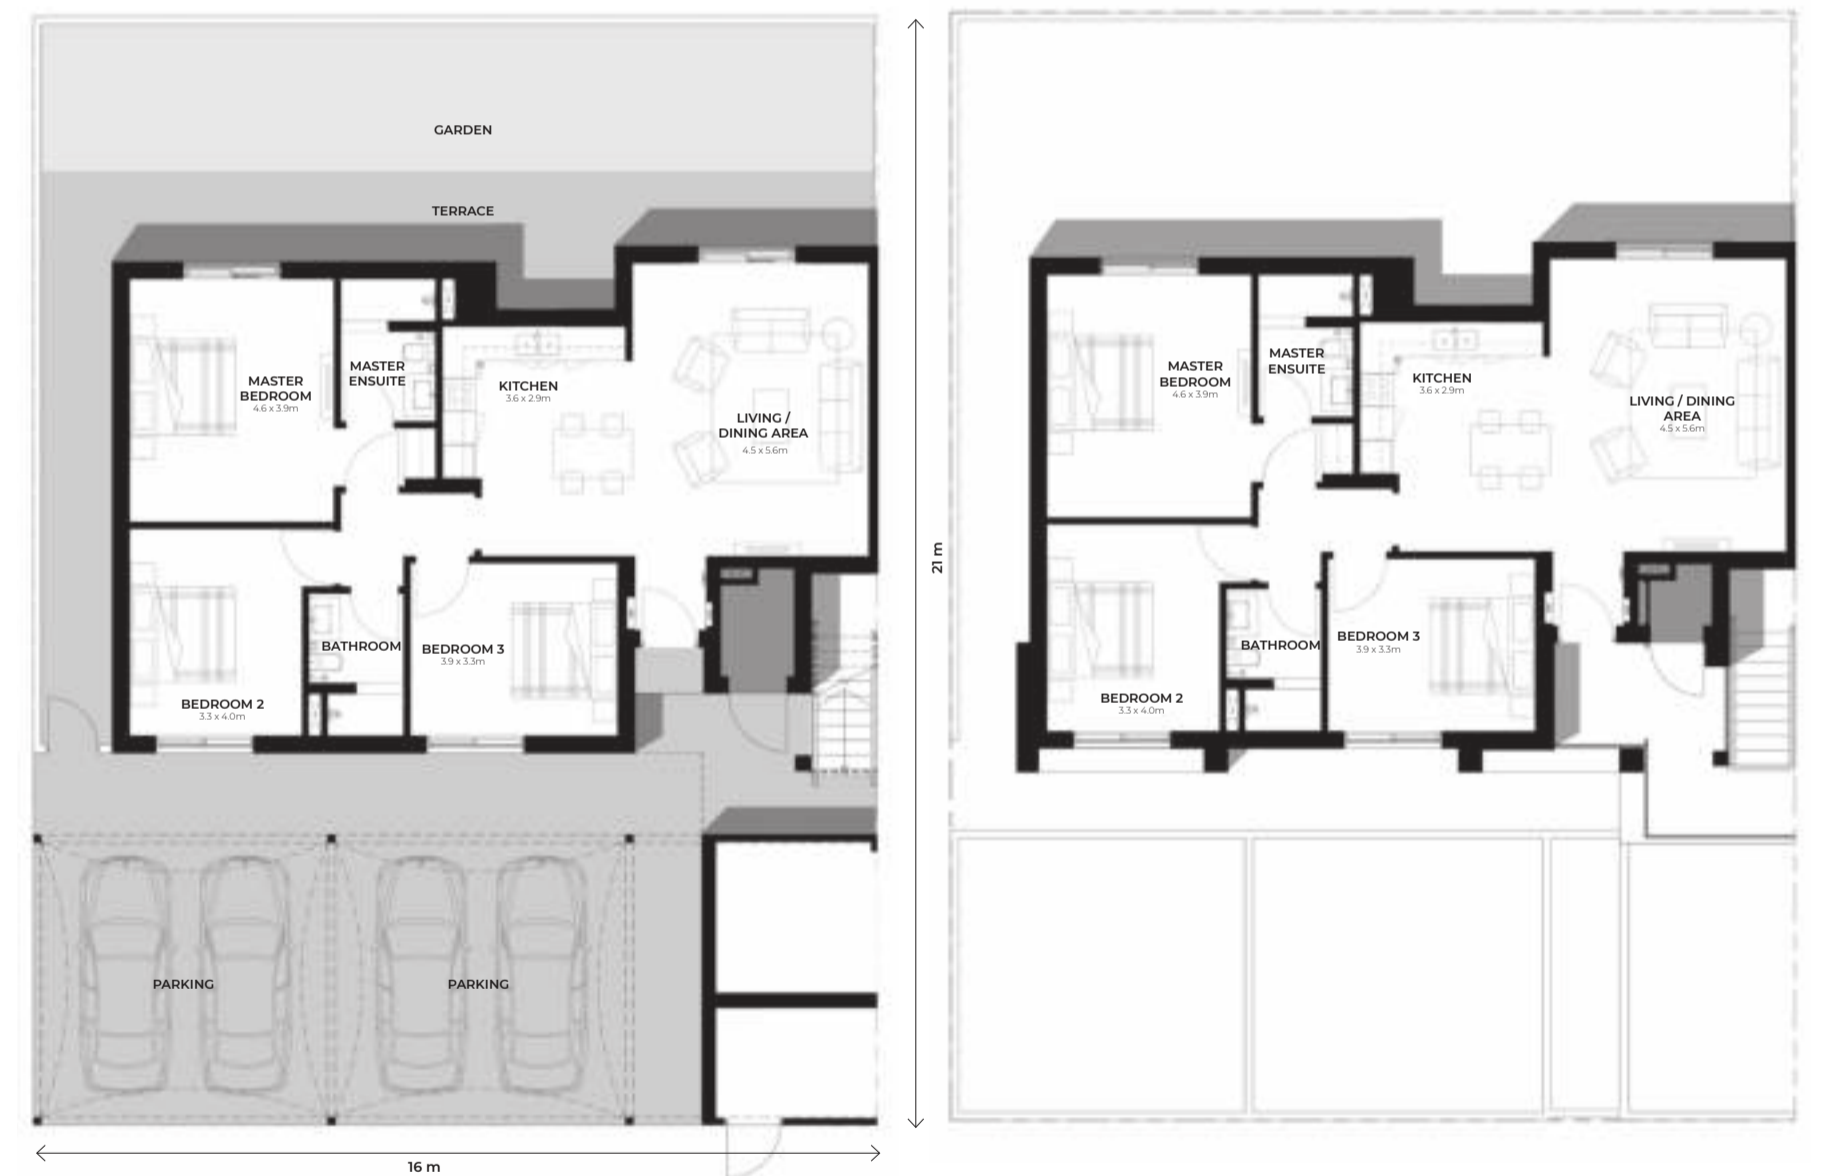 GARDEN
TERRACE
MASTER
BEDROOM
4.6 x 3.9m
MASTER
ENSUITE
KITCHEN
3.6 x 2.9m
LIVING /
DINING AREA
4.5 x 5.6m
BATHROOM
BEDROOM 3
3.9 x 3.3m
BEDROOM 2
3.3 x 4.0m
PARKING
PARKING
16 m
21 m
MASTER
BEDROOM
4.6 x 3.9m
MASTER
ENSUITE
KITCHEN
3.6 x 2.9m
LIVING / DINING
AREA
4.5 x 5.6m
BATHROOM
BEDROOM 3
3.9 x 3.3m
BEDROOM 2
3.3 x 4.0m